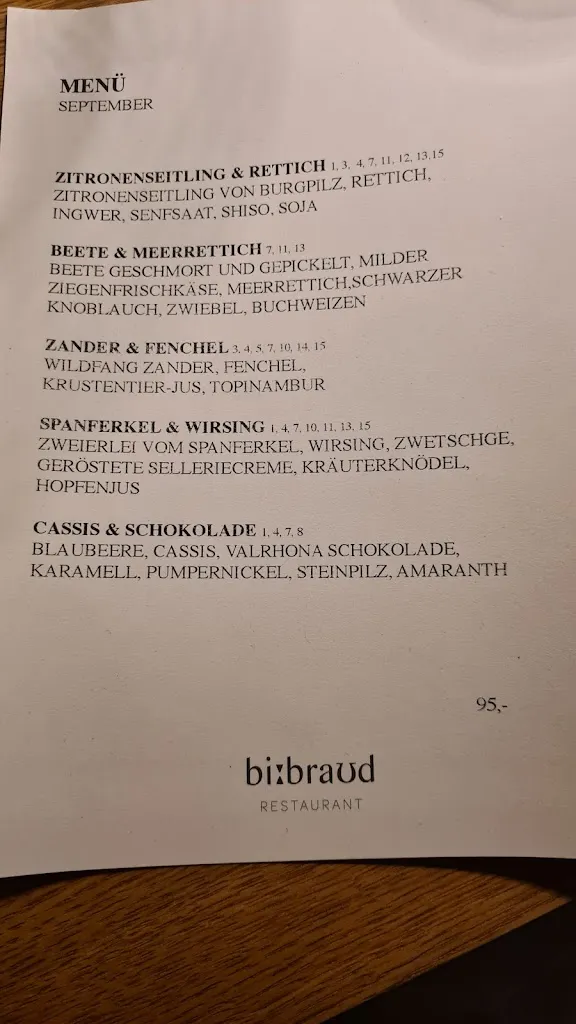 MENÜ
SEPTEMBER
ZITRONENSEITLING & RETTICH 1, 3, 4, 7, 11, 12, 13,15
ZITRONENSEITLING VON BURGPILZ, RETTICH,
INGWER, SENFSAAT, SHISO, SOJA
BEETE & MEERRETTICH 7, 11, 13
BEETE GESCHMORT UND GEPICKELT, MILDER
ZIEGENFRISCHKÄSE, MEERRETTICH,SCHWARZER
KNOBLAUCH, ZWIEBEL, BUCHWEIZEN
ZANDER & FENCHEL 3, 4, 5, 7, 10, 14, 15
WILDFANG ZANDER, FENCHEL,
KRUSTENTIER-JUS, TOPINAMBUR
SPANFERKEL & WIRSING 1, 4, 7, 10, 11, 13, 15
ZWEIERLEI VOM SPANFERKEL, WIRSING, ZWETSCHGE,
GERÖSTETE SELLERIECREME, KRÄUTERKNÖDEL,
HOPFENJUS
CASSIS & SCHOKOLADE 1, 4, 7, 8
BLAUBEERE, CASSIS, VALRHONA SCHOKOLADE,
KARAMELL, PUMPERNICKEL, STEINPILZ, AMARANTH
95,-
bi:braud
RESTAURANT